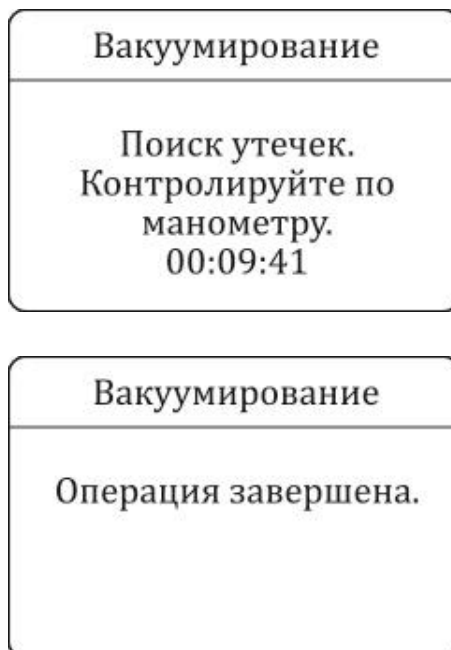 Вакуумирование
Поиск утечек.
Контролируйте по
манометру.
00:09:41
Вакуумирование
Операция завершена.